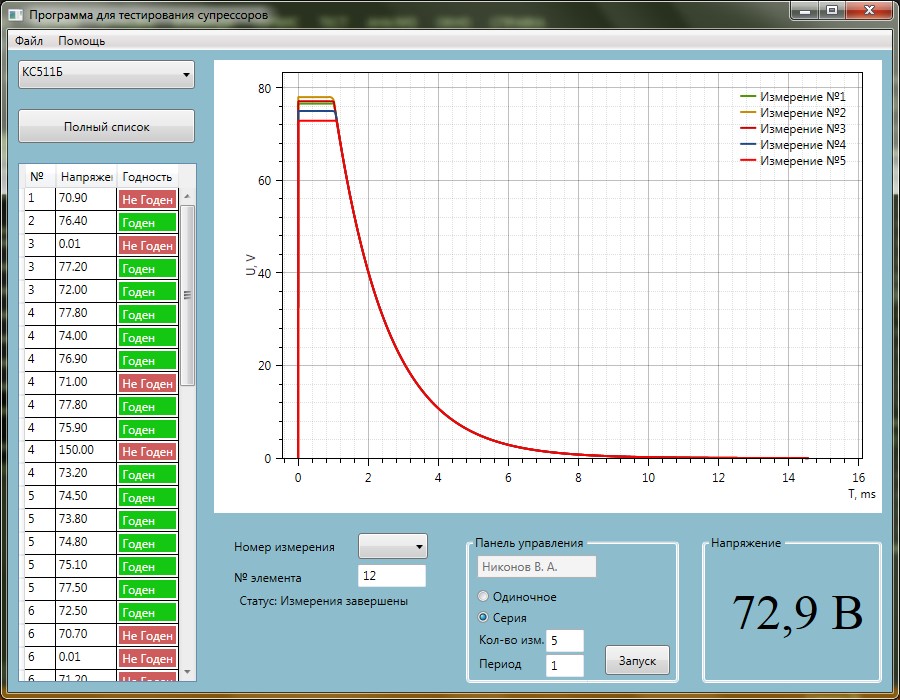 Программа для тестирования супрессоров
Файл Помощь
КС511Б
Полный список
№ Напряжен Годность
1 70.90 Не Годен
2 76.40 Годен
3 0.01 Не Годен
3 77.20 Годен
3 72.00 Годен
4 77.80 Годен
4 74.00 Годен
4 76.90 Годен
4 71.00 Не Годен
4 77.80 Годен
4 75.90 Годен
4 150.00 Не Годен
4 73.20 Годен
5 74.50 Годен
5 73.80 Годен
5 74.80 Годен
5 75.10 Годен
5 77.50 Годен
6 72.50 Годен
6 70.70 Не Годен
6 0.01 Не Годен
6 71.20 Не Годен
80
60
40
20
0
U, V
Измерение №1
Измерение №2
Измерение №3
Измерение №4
Измерение №5
0 2 4 6 8 10 12 14 16
T, ms
Номер измерения
№ элемента 12
Статус: Измерения завершены
Панель управления
Никонов В. А.
Одиночное
Серия
Кол-во изм. 5
Период 1
Запуск
Напряжение
72,9 В